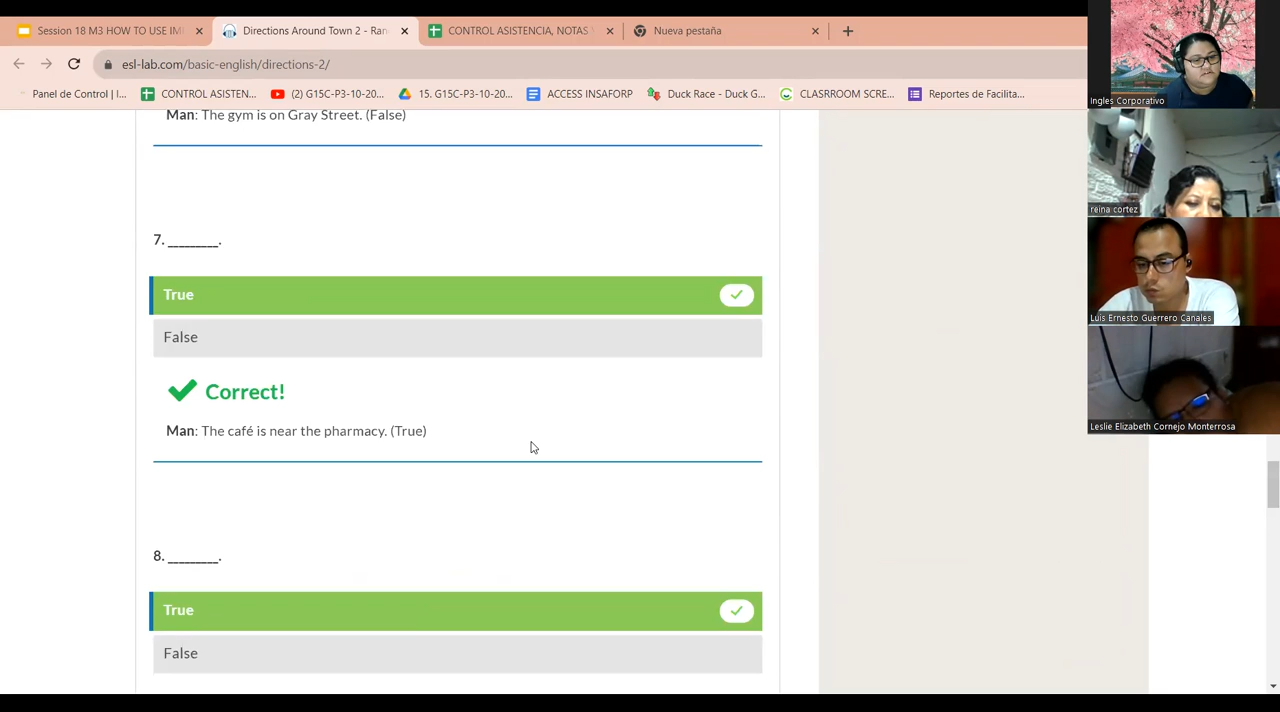 Session 18 M3 HOW TO USE IM
Directions Around Town 2 - Ran
CONTROL ASISTENCIA, NOTAS
Nueva pestaña
esl-lab.com/basic-english/directions-2/
Panel de Control | I...
CONTROL ASISTEN...
(2) G15C-P3-10-20...
15. G15C-P3-10-20...
ACCESS INSAFORP
Duck Race - Duck G...
CLASRROOM SCRE...
Reportes de Facilita...
Man: The gym is on Gray Street. (False)
7. ________.
True
False
Correct!
Man: The café is near the pharmacy. (True)
8. ________.
True
False
Ingles Corporativo
reina cortez
Luis Ernesto Guerrero Canales
Leslie Elizabeth Cornejo Monterrosa